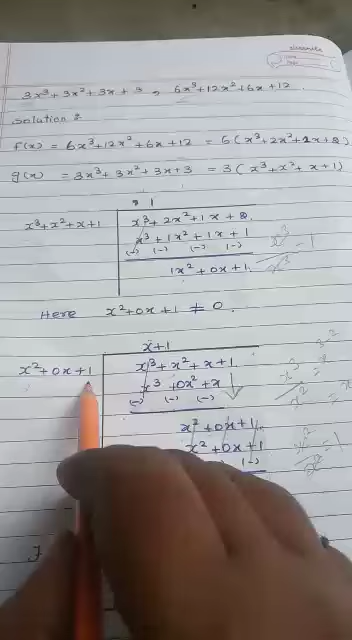 3x³+3x²+3x+3, 6x³+12x²+6x+12
Solution :
f(x) = 6x³+12x²+6x+12 = 6(x³+2x²+1x+2)
g(x) = 3x³+3x²+3x+3 = 3(x³+x²+x+1)
1
x³+x²+x+1 x³+2x²+1x+2
x³+1x²+1x+1
(-) (-) (-) (-)
1x²+0x+1
Here x²+0x+1 ≠ 0.
x+1
x²+0x+1 x³+x²+x+1
x³+0x²+x
(-) (-) (-)
x²+0x+1
x²+0x+1
(-)